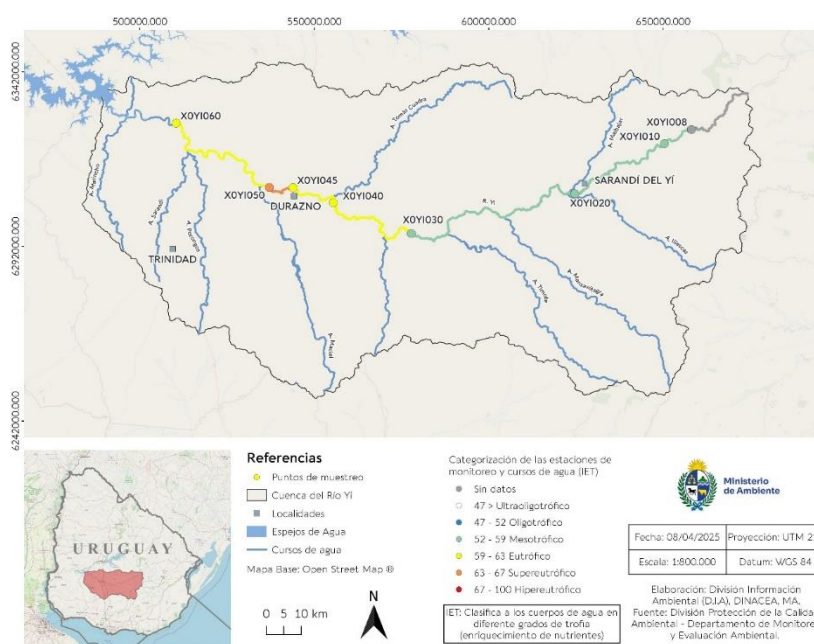 500000.000 550000.000 600000.000 650000.000
6342000.000
6292000.000
6242000.000
X0YI060
X0YI008
X0YI010
A. Tomás Cuadra
X0YI045
SARANDÍ DEL YÍ
X0YI050
X0YI040
DURAZNO
X0YI020
X0YI030
R. Yí
A. Sarandí
A. Porongos
TRINIDAD
A. Illescas
A. Mansavillagra
A. Timote
A. Maciel
URUGUAY
Referencias
Puntos de muestreo
Cuenca del Río Yí
Localidades
Espejos de Agua
Cursos de agua
Mapa Base: Open Street Map ®
0 5 10 km
N
Categorización de las estaciones de
monitoreo y cursos de agua (IET)
Sin datos
47 > Ultraoligotrófico
47 - 52 Oligotrófico
52 - 59 Mesotrófico
59 - 63 Eutrófico
63 - 67 Supereutrófico
67 - 100 Hipereutrófico
IET: Clasifica a los cuerpos de agua en
diferente grados de trofia
(enriquecimiento de nutrientes)
Ministerio
de Ambiente
Fecha: 08/04/2025 Proyección: UTM 2
Escala: 1:800.000 Datum: WGS 84
Elaboración: División Información
Ambiental (D.I.A), DINACEA, MA.
Fuente: División Protección de la Calida
Ambiental - Departamento de Monitore
y Evaluación Ambiental.